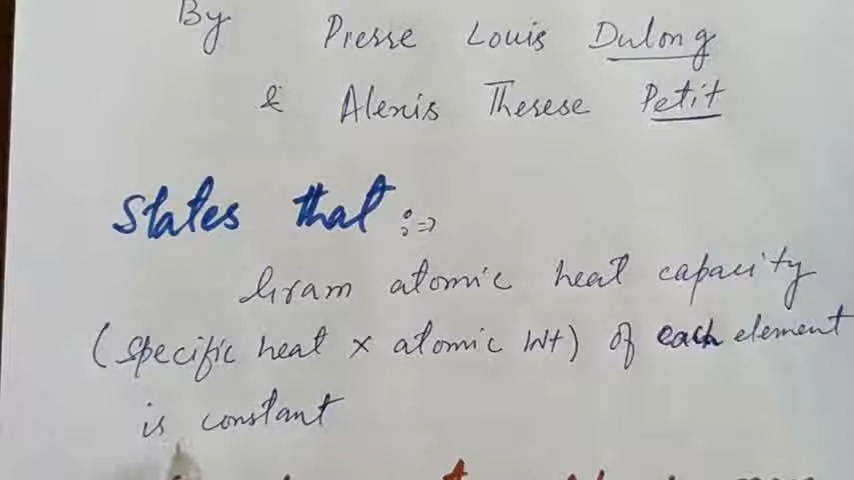 By Pierre Louis Dulong
& Alexis Therese Petit
States that :⇒
Gram atomic heat capacity
(specific heat × atomic Wt) of each element
is constant